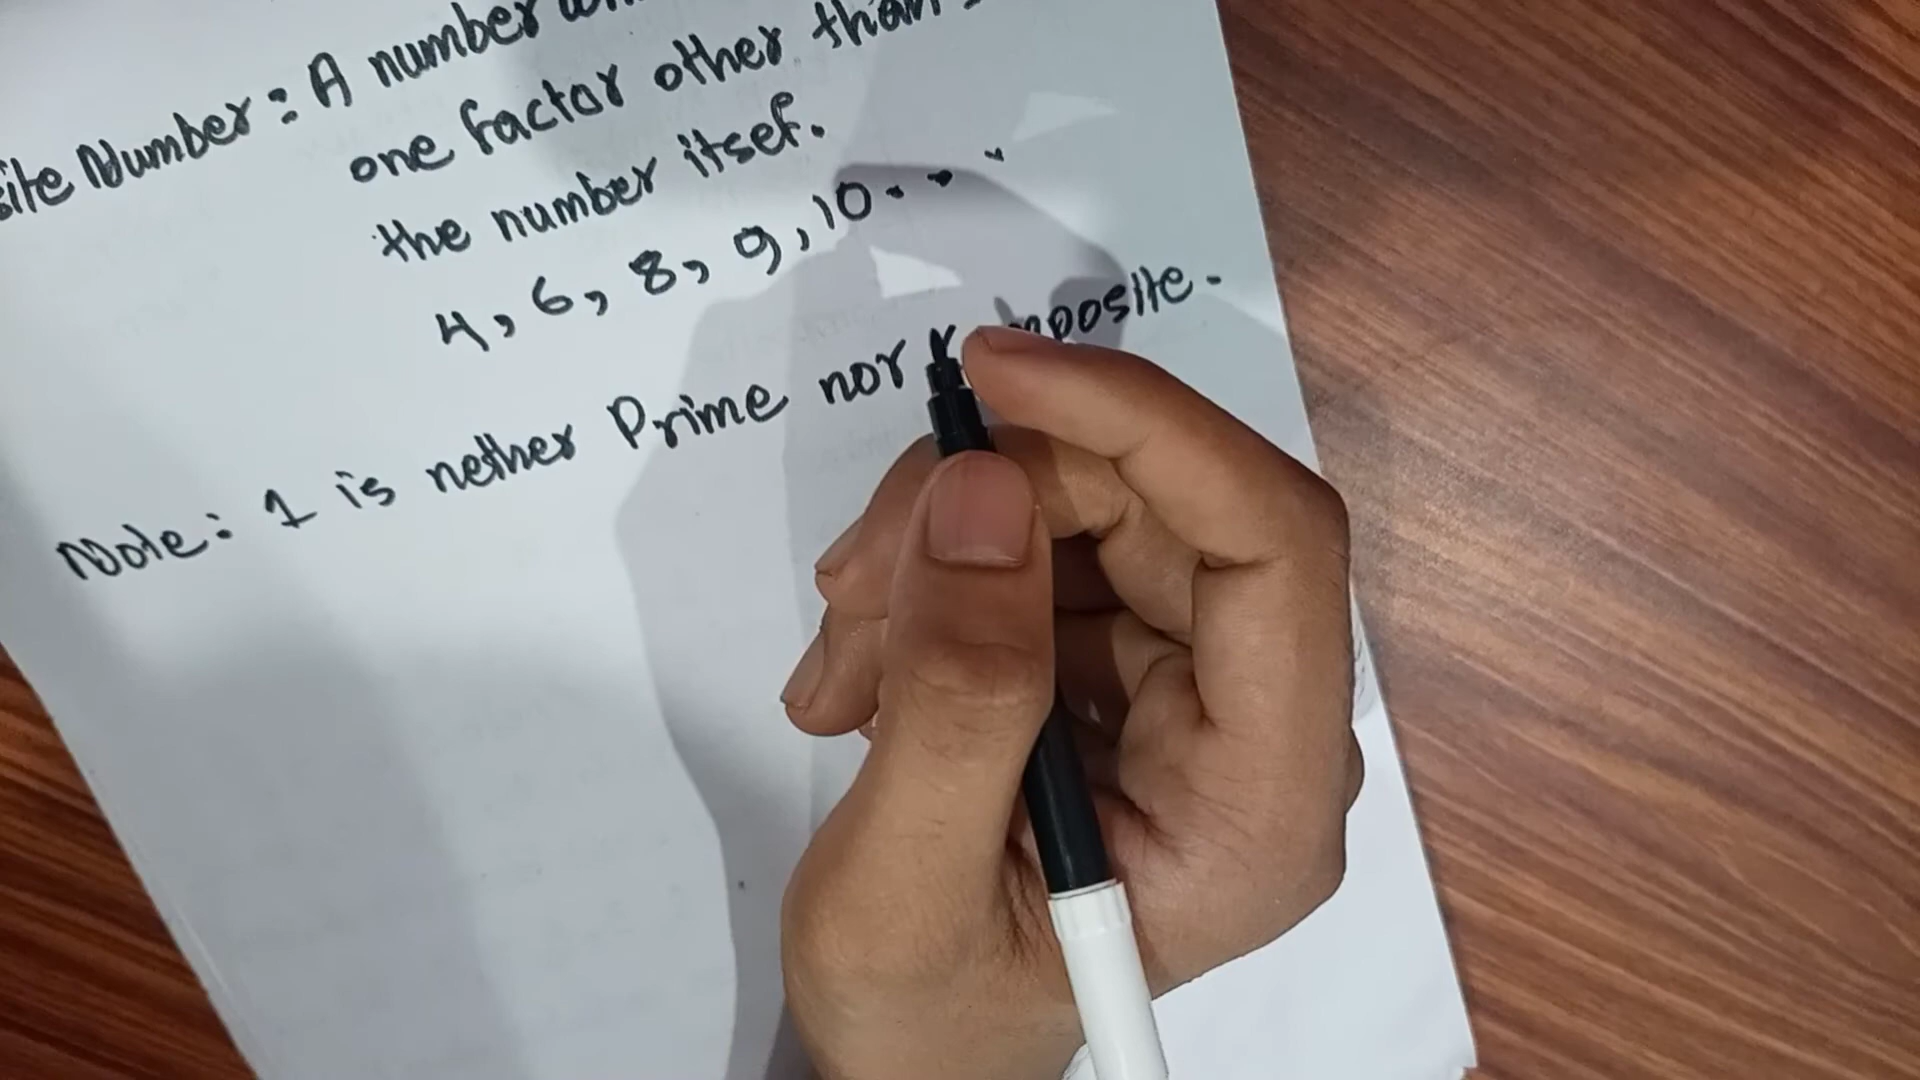 Number: A number
one factor other than
the number itsef.
4, 6, 8, 9, 10....
Note: 1 is nether Prime nor